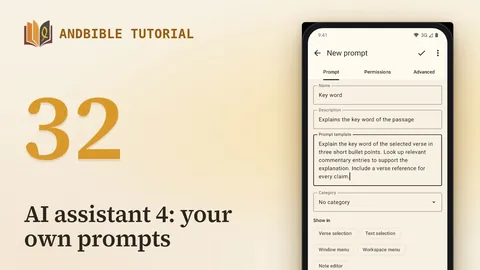 ANDBIBLE TUTORIAL
32
AI assistant 4: your
own prompts
9:41
3G
New prompt
Prompt Permissions Advanced
Name
Key word
Description
Explains the key word of the passage
Prompt template
Explain the key word of the selected verse in
three short bullet points. Look up relevant
commentary entries to support the
explanation. Include a verse reference for
every claim.
Category
No category
Show in
Verse selection Text selection
Window menu Workspace menu
Note editor